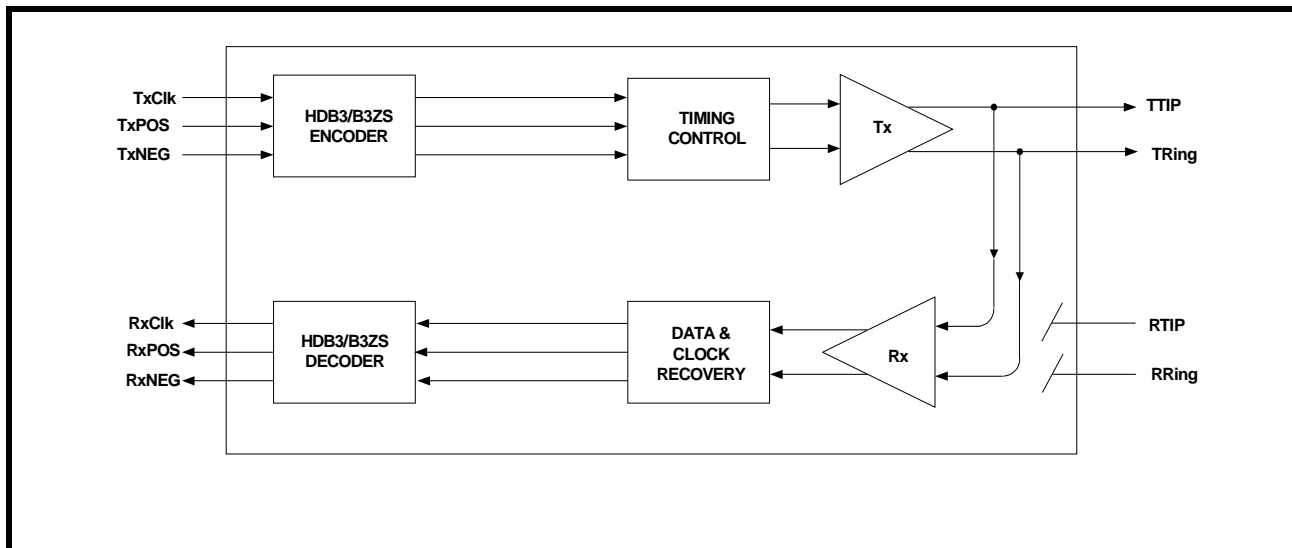 TxClk
TxPOS
TxNEG
HDB3/B3ZS
ENCODER
TIMING
CONTROL
Tx
TTIP
TRing
RxClk
RxPOS
RxNEG
HDB3/B3ZS
DECODER
DATA &
CLOCK
RECOVERY
Rx
RTIP
RRing